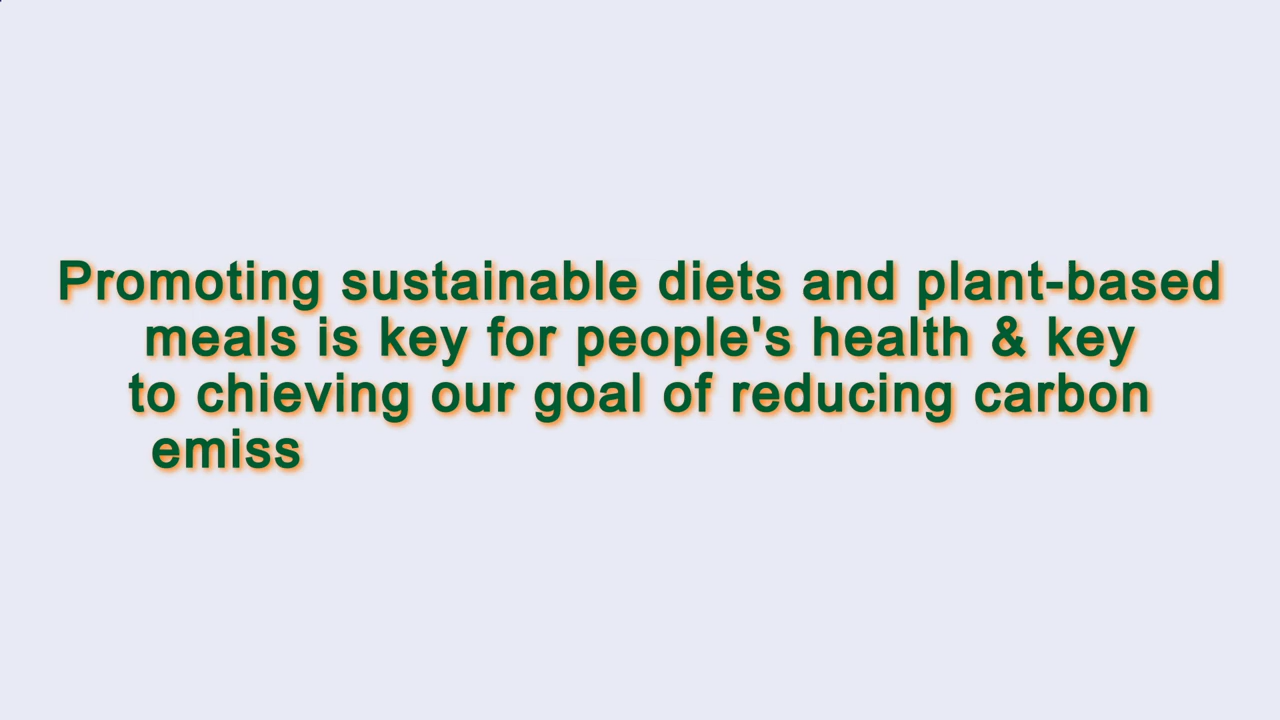 Promoting sustainable diets and plant-based
meals is key for people's health & key
to chieving our goal of reducing carbon
emiss